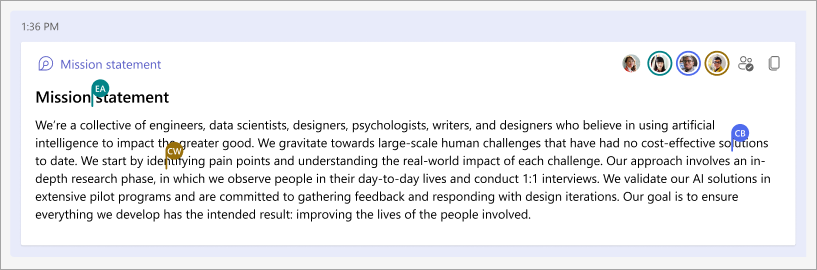 1:36 PM
Mission statement
EA
Mission statement
We're a collective of engineers, data scientists, designers, psychologists, writers, and designers who believe in using artificial
CB
intelligence to impact the greater good. We gravitate towards large-scale human challenges that have had no cost-effective solutions
CW
to date. We start by identifying pain points and understanding the real-world impact of each challenge. Our approach involves an in-
depth research phase, in which we observe people in their day-to-day lives and conduct 1:1 interviews. We validate our AI solutions in
extensive pilot programs and are committed to gathering feedback and responding with design iterations. Our goal is to ensure
everything we develop has the intended result: improving the lives of the people involved.